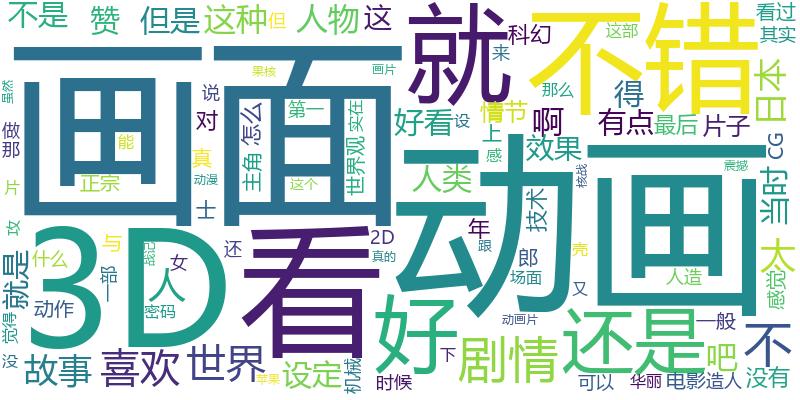 不是
赞
但是
这种
但
人物
这
就
不错
科幻
来
这部
看过
其实
画面
果核
画片
那么
虽然
那做
说
对
怎么
第一
实在
好看
设
情节
上
感
啊
得
有点
最后
片子
日本
CG
能
真
主角
世界观
效果
人类
震撼
核战
片
正宗
动漫
这个
士
技术
当时
攻
3D
看
动画
与
还
2D
年
跟
真的
郎
壳
太
就是
什么
一部
战记
女
人
密码
场面
又
人造
感觉
动作
觉得
好
动画片
还是
一般
不
没
故事
喜欢
世界
苹果
设定
机械
时候
下
剧情
可以
华丽
吧
电影造人
没有